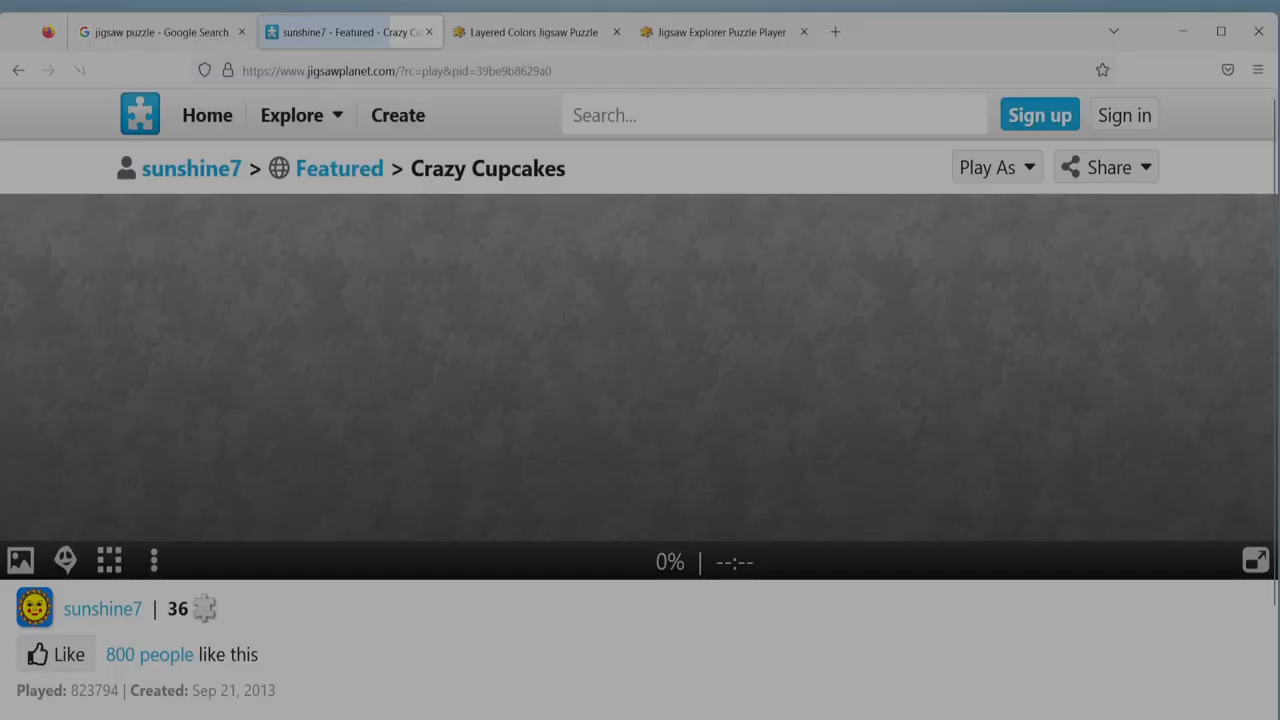 jigsaw puzzle - Google Search
sunshine7 - Featured - Crazy Cu
Layered Colors Jigsaw Puzzle
Jigsaw Explorer Puzzle Player
https://www.jigsawplanet.com/?rc=play&pid=39be9b8629a0
Home Explore Create Search... Sign up Sign in
sunshine7 > Featured > Crazy Cupcakes Play As Share
0% | --:--
sunshine7 | 36
Like 800 people like this
Played: 823794 | Created: Sep 21, 2013